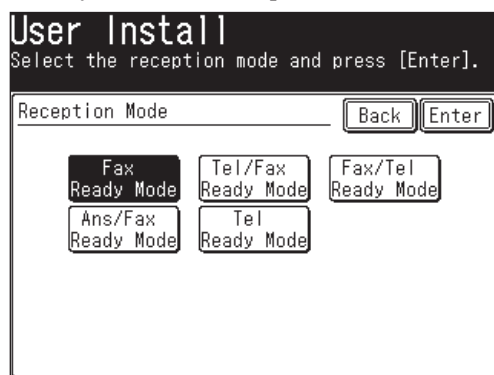 User Install
Select the reception mode and press [Enter].
Reception Mode
Back Enter
Fax Tel/Fax Fax/Tel
Ready Mode Ready Mode Ready Mode
Ans/Fax Tel
Ready Mode Ready Mode